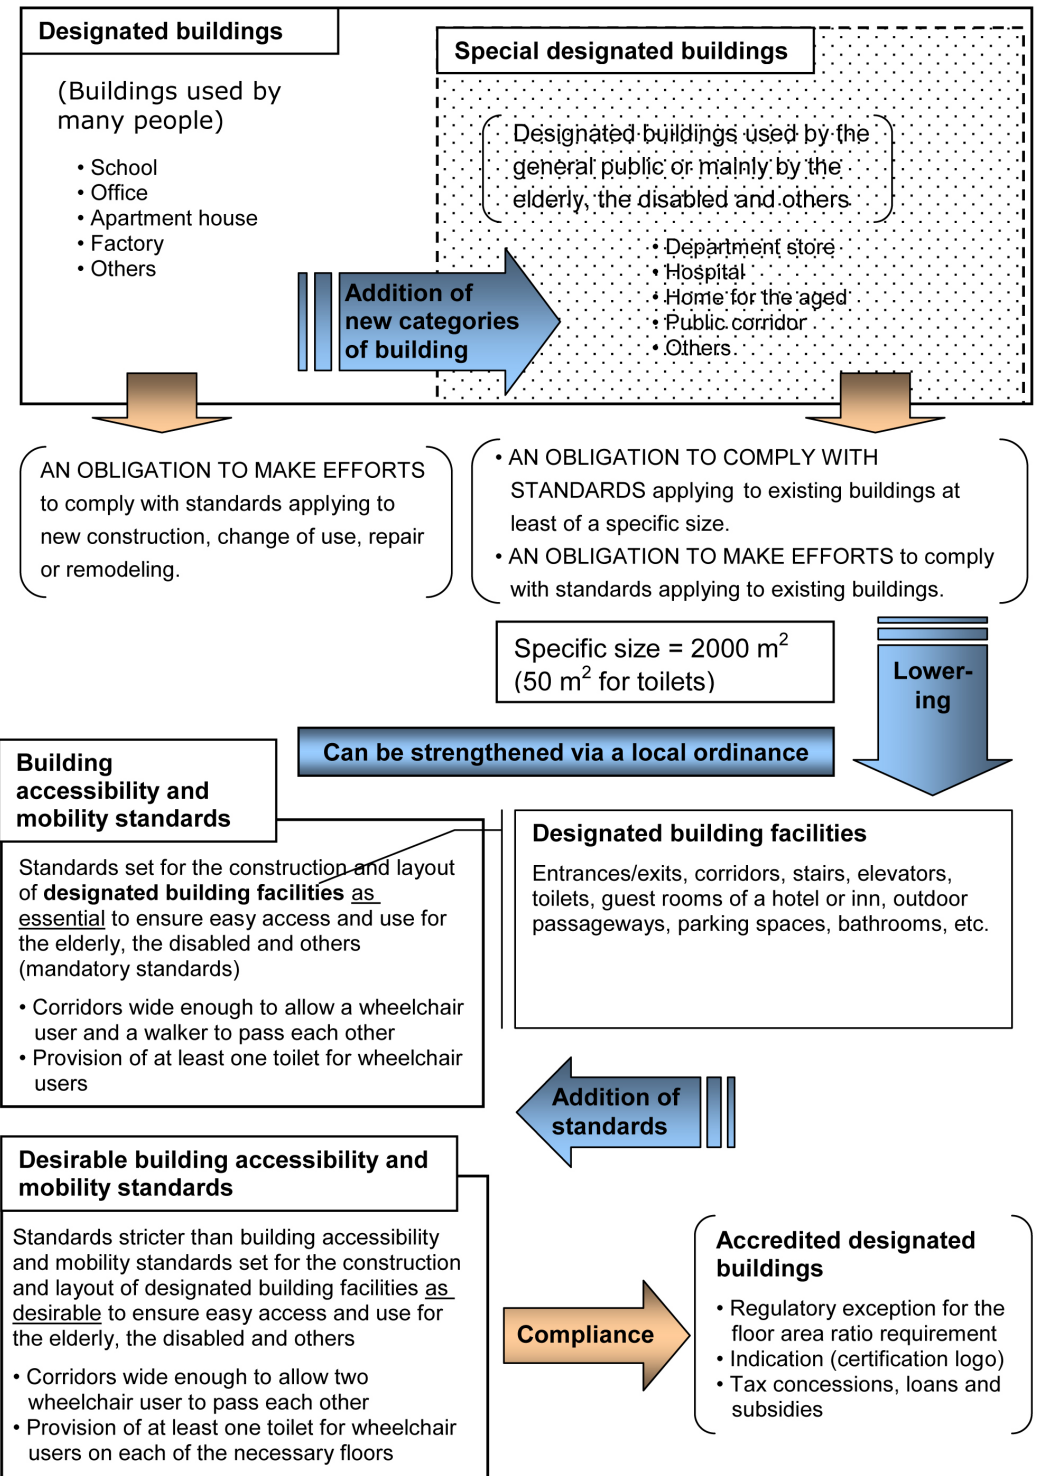 Designated buildings
(Buildings used by
many people)
• School
• Office
• Apartment house
• Factory
• Others
Special designated buildings
Designated buildings used by the
general public or mainly by the
elderly, the disabled and others
• Department store
• Hospital
• Home for the aged
• Public corridor
• Others
Addition of
new categories
of building
AN OBLIGATION TO MAKE EFFORTS
to comply with standards applying to
new construction, change of use, repair
or remodeling.
• AN OBLIGATION TO COMPLY WITH
STANDARDS applying to existing buildings at
least of a specific size.
• AN OBLIGATION TO MAKE EFFORTS to comply
with standards applying to existing buildings.
Specific size = 2000 m²
(50 m² for toilets)
Lower-
ing
Can be strengthened via a local ordinance
Building
accessibility and
mobility standards
Standards set for the construction and layout
of designated building facilities as
essential to ensure easy access and use for
the elderly, the disabled and others
(mandatory standards)
• Corridors wide enough to allow a wheelchair
user and a walker to pass each other
• Provision of at least one toilet for wheelchair
users
Designated building facilities
Entrances/exits, corridors, stairs, elevators,
toilets, guest rooms of a hotel or inn, outdoor
passageways, parking spaces, bathrooms, etc.
Addition of
standards
Desirable building accessibility and
mobility standards
Standards stricter than building accessibility
and mobility standards set for the construction
and layout of designated building facilities as
desirable to ensure easy access and use for
the elderly, the disabled and others
• Corridors wide enough to allow two
wheelchair user to pass each other
• Provision of at least one toilet for wheelchair
users on each of the necessary floors
Compliance
Accredited designated
buildings
• Regulatory exception for the
floor area ratio requirement
• Indication (certification logo)
• Tax concessions, loans and
subsidies